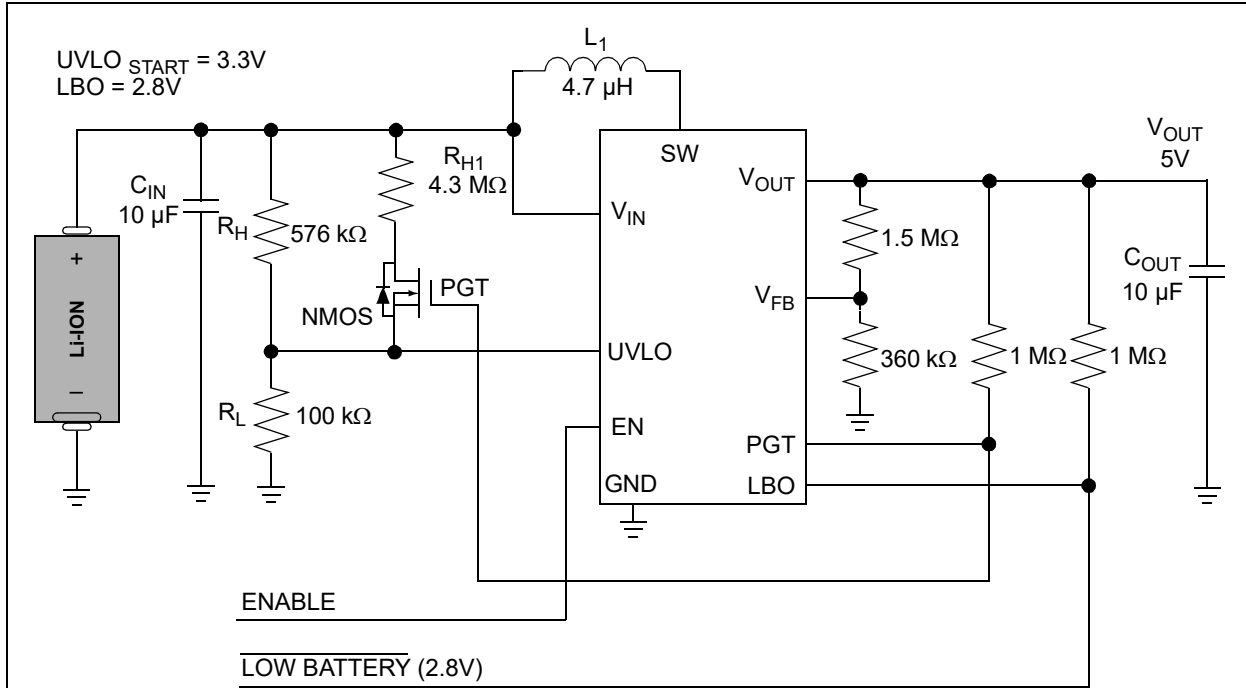 UVLO START = 3.3V
LBO = 2.8V
L1
4.7 µH
SW
VOUT
5V
RH1
4.3 MΩ
VOUT
CIN
10 µF
RH
576 kΩ
VIN
1.5 MΩ
COUT
10 µF
+
Li-ION
–
PGT
NMOS
VFB
UVLO
360 kΩ
1 MΩ
1 MΩ
RL
100 kΩ
EN
PGT
GND
LBO
ENABLE
LOW BATTERY (2.8V)